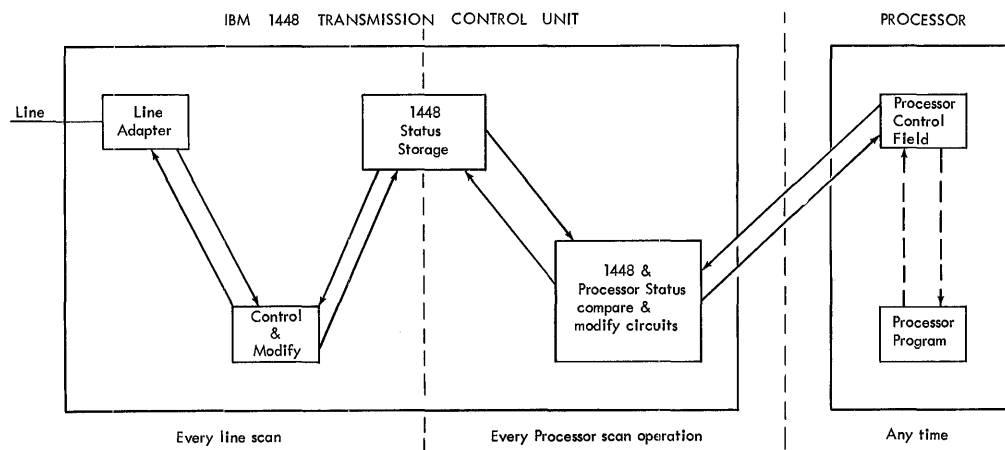 IBM 1448 TRANSMISSION CONTROL UNIT
PROCESSOR
Line
Line
Adapter
1448
Status
Storage
Processor
Control
Field
Control
&
Modify
1448 &
Processor Status
compare &
modify circuits
Processor
Program
Every line scan
Every Processor scan operation
Any time